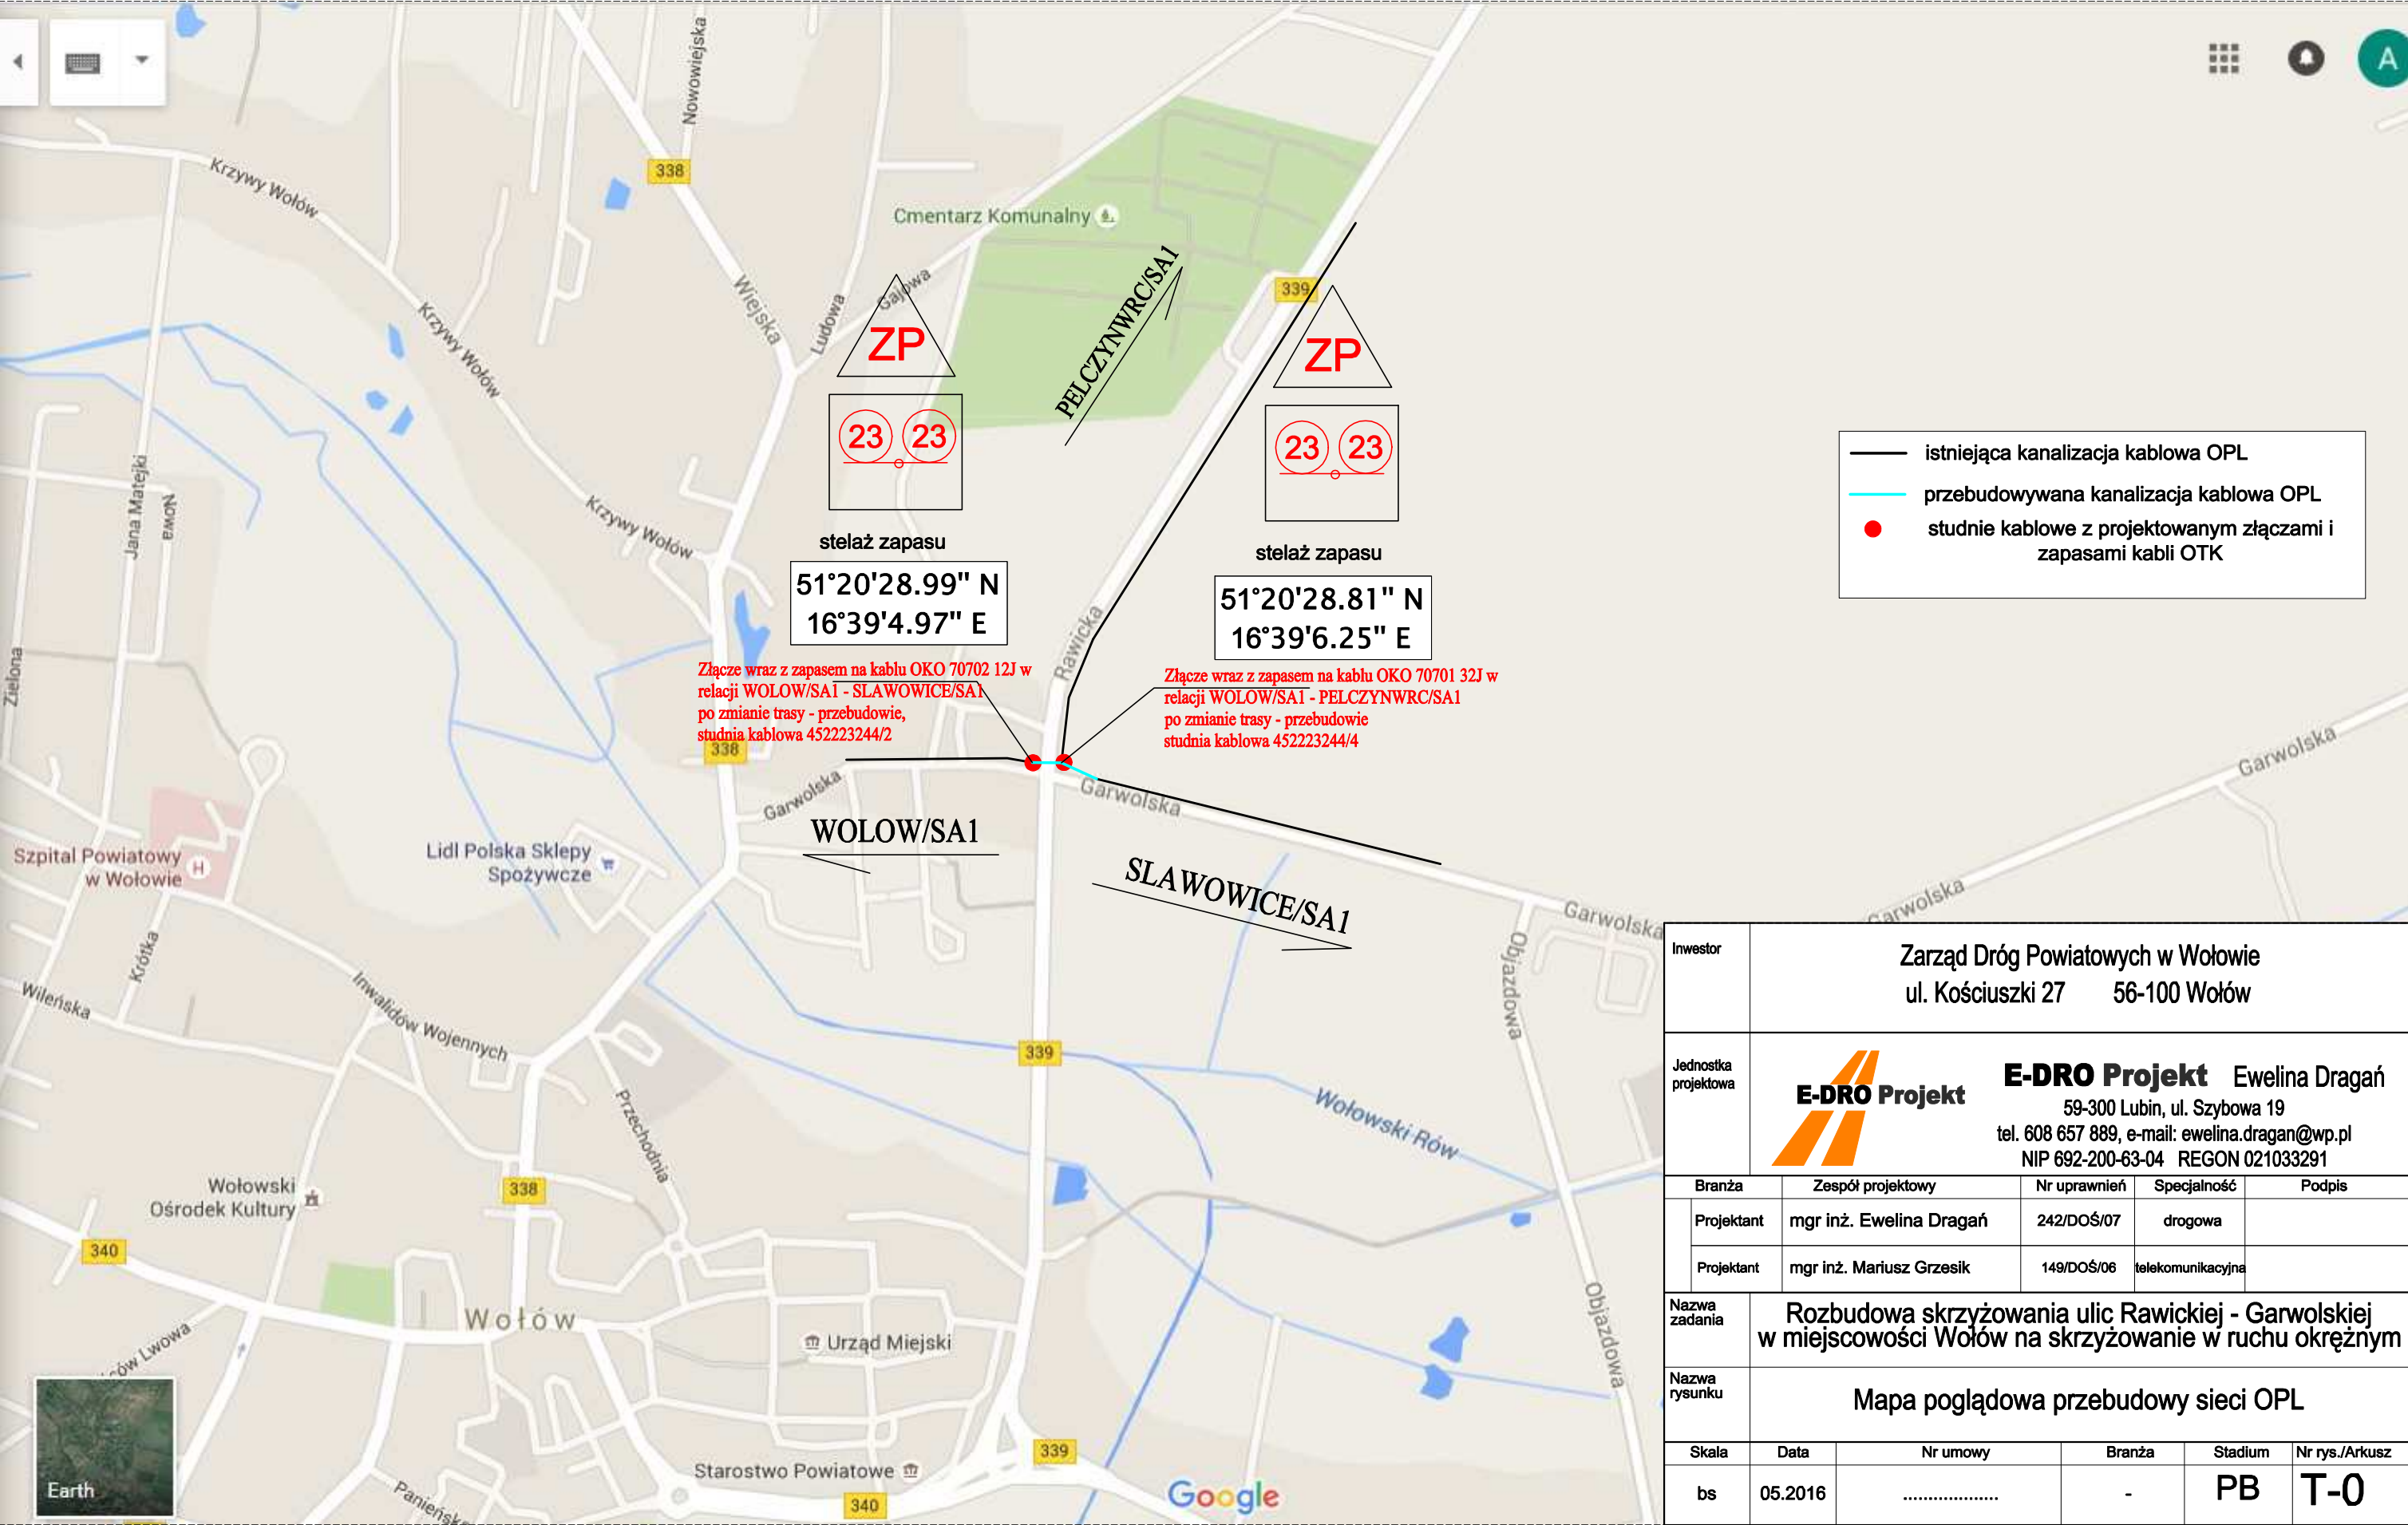 A
Nowowiejska
338
Krzywy Wołów
Cmentarz Komunalny
PELCZYNWRC/SA1
339
Wiejska
Ludowa
Gajowa
ZP
ZP
Krzywy Wołów
23 23
23 23
Jana Matejki
Nowa
Krzywy Wołów
stelaż zapasu
stelaż zapasu
51°20'28.99" N
16°39'4.97" E
51°20'28.81" N
16°39'6.25" E
istniejąca kanalizacja kablowa OPL
przebudowywana kanalizacja kablowa OPL
studnie kablowe z projektowanym złączami i
zapasami kabli OTK
Zielona
Rawicka
Złącze wraz z zapasem na kablu OKO 70702 12J w
relacji WOLOW/SA1 - SLAWOWICE/SA1
po zmianie trasy - przebudowie,
studnia kablowa 452223244/2
Złącze wraz z zapasem na kablu OKO 70701 32J w
relacji WOLOW/SA1 - PELCZYNWRC/SA1
po zmianie trasy - przebudowie
studnia kablowa 452223244/4
338
Garwolska
Garwolska
Garwolska
WOLOW/SA1
Lidl Polska Sklepy
Spożywcze
Szpital Powiatowy
w Wołowie
H
SLAWOWICE/SA1
Garwolska
Garwolska
Objazdowa
Krótka
Wileńska
Inwalidów Wojennych
339
Przechodnia
Wołowski Rów
Wołowski
Ośrodek Kultury
338
340
Wołów
Urząd Miejski
Objazdowa
Lwowa
Earth
Starostwo Powiatowe
339
340
Google
Inwestor
Zarząd Dróg Powiatowych w Wołowie
ul. Kościuszki 27 56-100 Wołów
Jednostka
projektowa
E-DRO Projekt
E-DRO Projekt Ewelina Dragań
59-300 Lubin, ul. Szybowa 19
tel. 608 657 889, e-mail: ewelina.dragan@wp.pl
NIP 692-200-63-04 REGON 021033291
Branża Zespół projektowy Nr uprawnień Specjalność Podpis
Projektant mgr inż. Ewelina Dragań 242/DOŚ/07 drogowa
Projektant mgr inż. Mariusz Grzesik 149/DOŚ/06 telekomunikacyjna
Nazwa
zadania
Rozbudowa skrzyżowania ulic Rawickiej - Garwolskiej
w miejscowości Wołów na skrzyżowanie w ruchu okrężnym
Nazwa
rysunku
Mapa poglądowa przebudowy sieci OPL
Skala Data Nr umowy Branża Stadium Nr rys./Arkusz
bs 05.2016 ................... - PB T-0